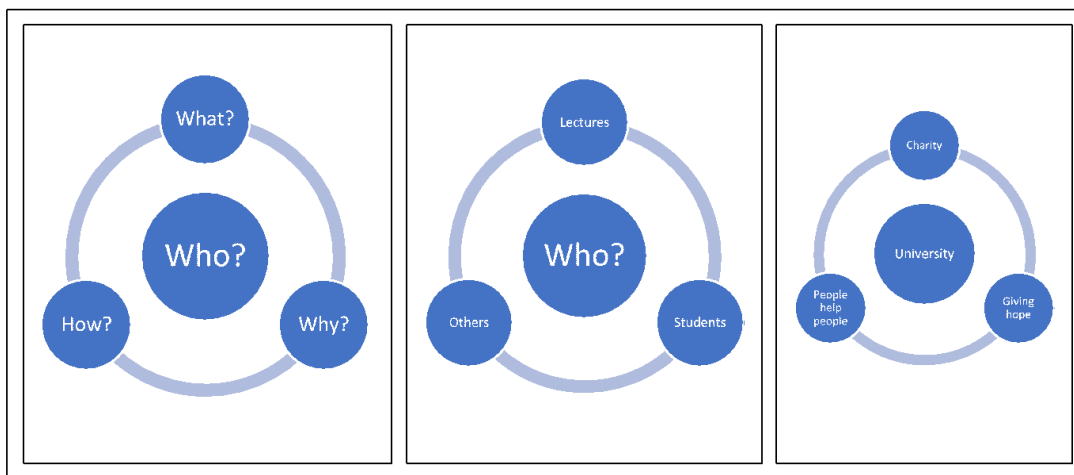 What?
Who?
How?
Why?
Lectures
Who?
Others
Students
Charity
University
People
help
people
Giving
hope